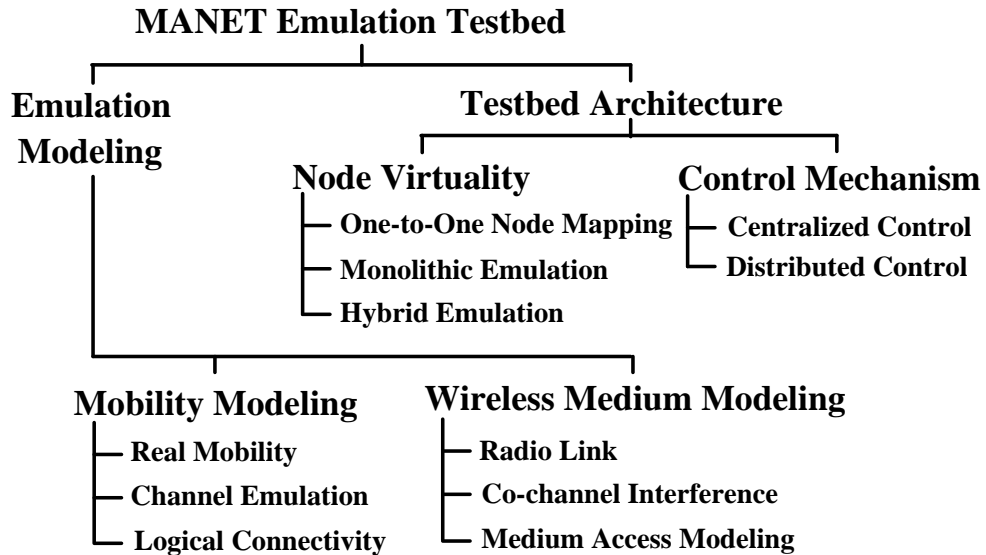 MANET Emulation Testbed
Emulation
Modeling
Testbed Architecture
Node Virtuality
One-to-One Node Mapping
Monolithic Emulation
Hybrid Emulation
Control Mechanism
Centralized Control
Distributed Control
Mobility Modeling
Real Mobility
Channel Emulation
Logical Connectivity
Wireless Medium Modeling
Radio Link
Co-channel Interference
Medium Access Modeling